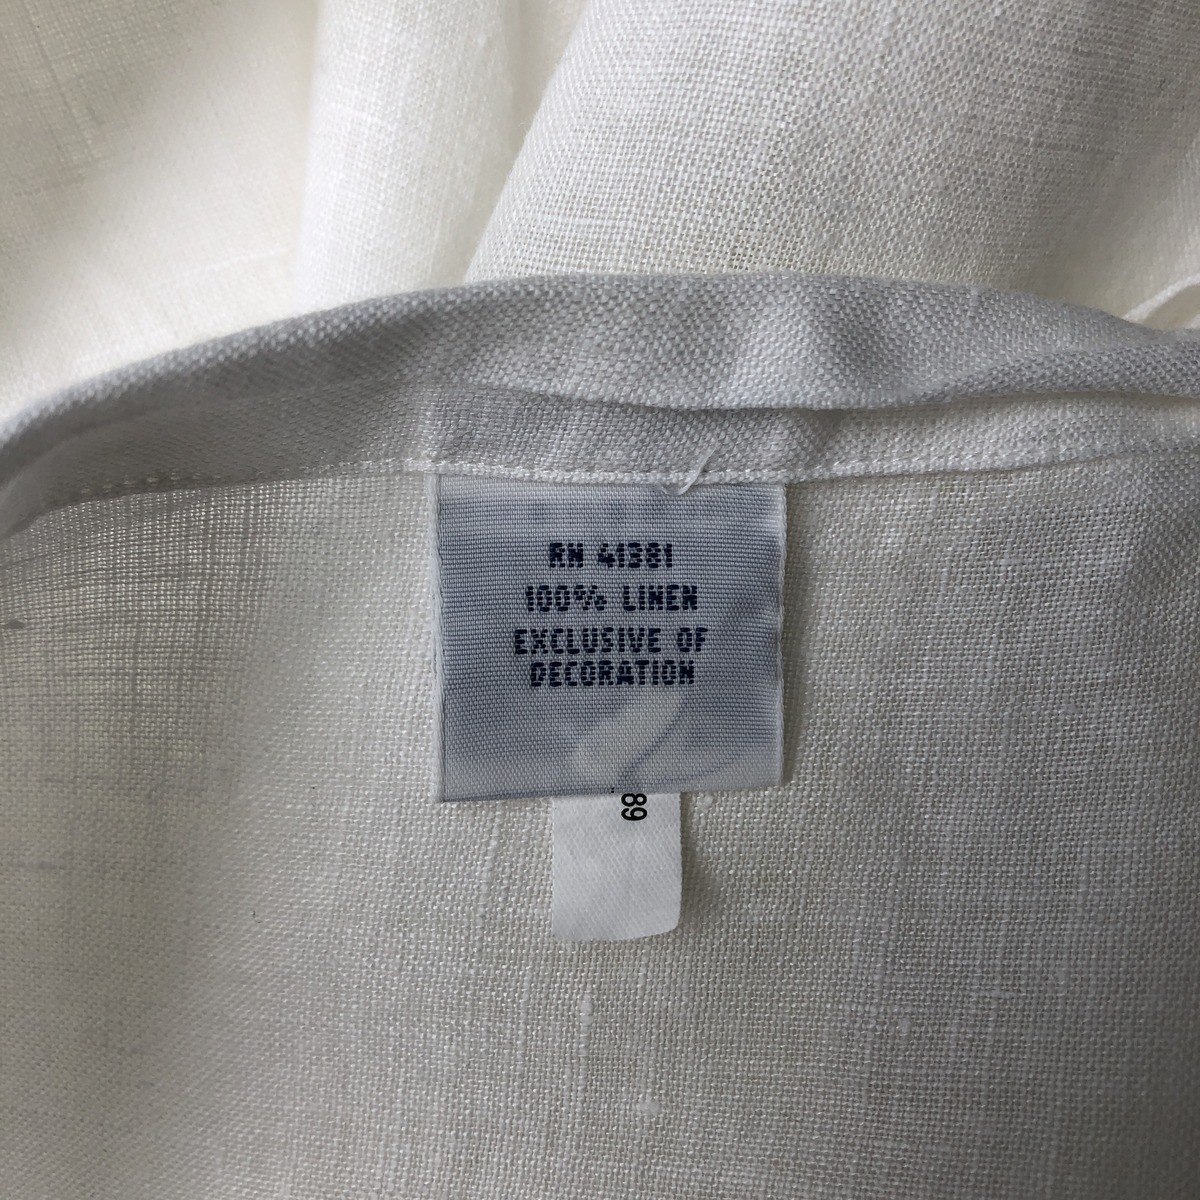 RN 41381
100% LINEN
EXCLUSIVE OF
DECORATION
89